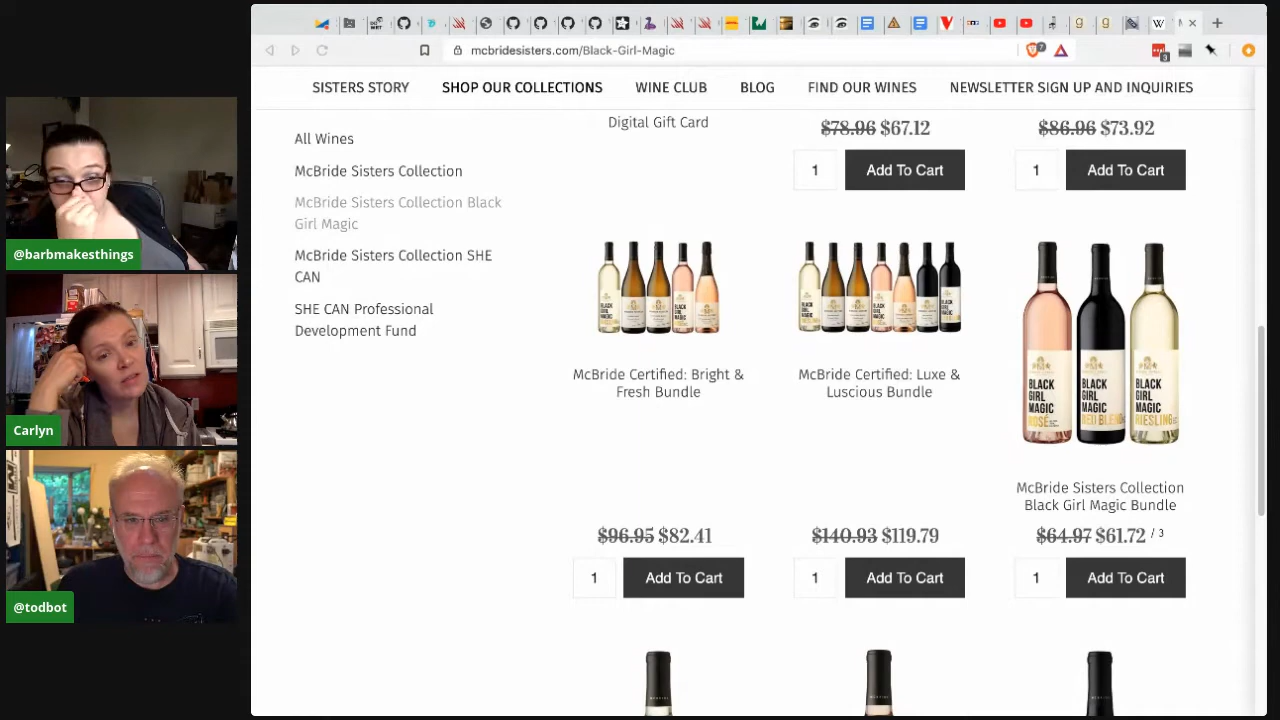 mcbridesisters.com/Black-Girl-Magic
7
3
SISTERS STORY
SHOP OUR COLLECTIONS
WINE CLUB
BLOG
FIND OUR WINES
NEWSLETTER SIGN UP AND INQUIRIES
All Wines
McBride Sisters Collection
McBride Sisters Collection Black
Girl Magic
McBride Sisters Collection SHE
CAN
SHE CAN Professional
Development Fund
Digital Gift Card
$78.96 $67.12
1
Add To Cart
$86.96 $73.92
1
Add To Cart
McBride Certified: Bright &
Fresh Bundle
$96.95 $82.41
1
Add To Cart
McBride Certified: Luxe &
Luscious Bundle
$140.93 $119.79
1
Add To Cart
BLACK
GIRL
MAGIC
ROSÉ
BLACK
GIRL
MAGIC
RED BLEND
BLACK
GIRL
MAGIC
RIESLING
McBride Sisters Collection
Black Girl Magic Bundle
$64.97 $61.72 / 3
1
Add To Cart
@barbmakesthings
Carlyn
@todbot